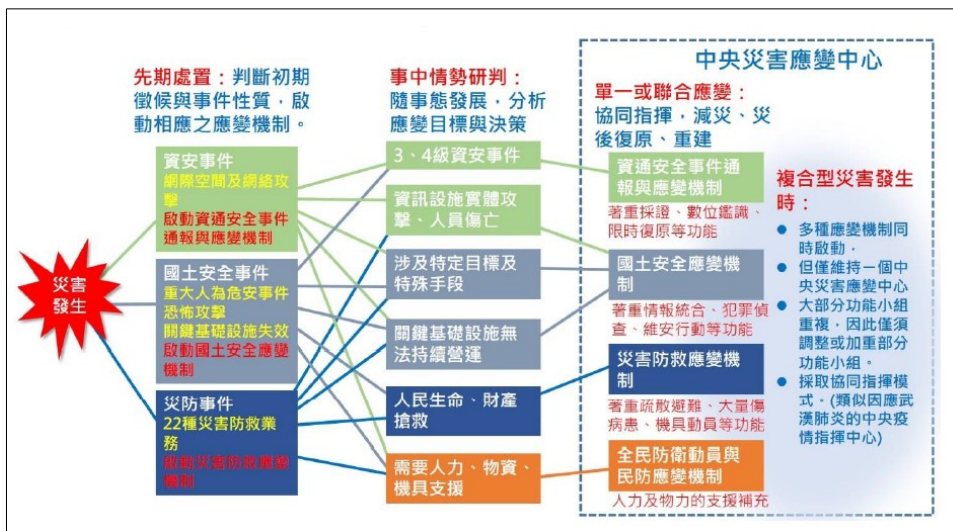 中央災害應變中心
先期處置：判斷初期
徵候與事件性質，啟
動相應之應變機制。
事中情勢研判：
隨事態發展，分析
應變目標與決策
單一或聯合應變：
協同指揮，減災、災
後復原、重建
災害
發生
資安事件
網際空間及網絡攻
擊
啟動資通安全事件
通報與應變機制
國土安全事件
重大人為危安事件
恐怖攻擊
關鍵基礎設施失效
啟動國土安全應變
機制
災防事件
22種災害防救業
務
啟動災害防救應變
機制
3、4級資安事件
資訊設施實體攻
擊、人員傷亡
涉及特定目標及
特殊手段
關鍵基礎設施無
法持續營運
人民生命、財產
搶救
需要人力、物資、
機具支援
資通安全事件通
報與應變機制
著重採證、數位鑑識、
限時復原等功能
國土安全應變機
制
著重情報統合、犯罪偵
查、維安行動等功能
災害防救應變機
制
著重疏散避難、大量傷
病患、機具動員等功能
全民防衛動員與
民防應變機制
人力及物力的支援補充
複合型災害發生
時：
● 多種應變機制同
時啟動，
● 但僅維持一個中
央災害應變中心
● 大部分功能小組
重複，因此僅須
調整或加重部分
功能小組。
● 採取協同指揮模
式，(類似因應武
漢肺炎的中央疫
情指揮中心)